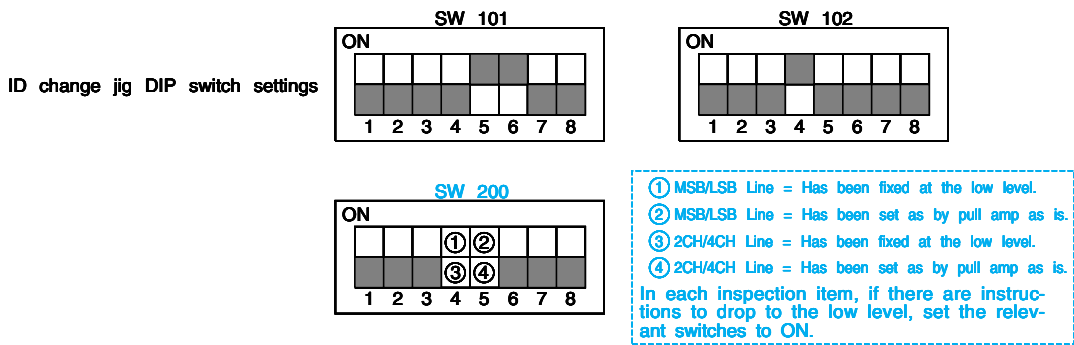 SW 101
SW 102
ON
ON
ID change jig DIP switch settings
1 2 3 4 5 6 7 8
1 2 3 4 5 6 7 8
SW 200
ON
① ②
③ ④
1 2 3 4 5 6 7 8
① MSB/LSB Line = Has been fixed at the low level.
② MSB/LSB Line = Has been set as by pull amp as is.
③ 2CH/4CH Line = Has been fixed at the low level.
④ 2CH/4CH Line = Has been set as by pull amp as is.
In each inspection item, if there are instruc-
tions to drop to the low level, set the relev-
ant switches to ON.